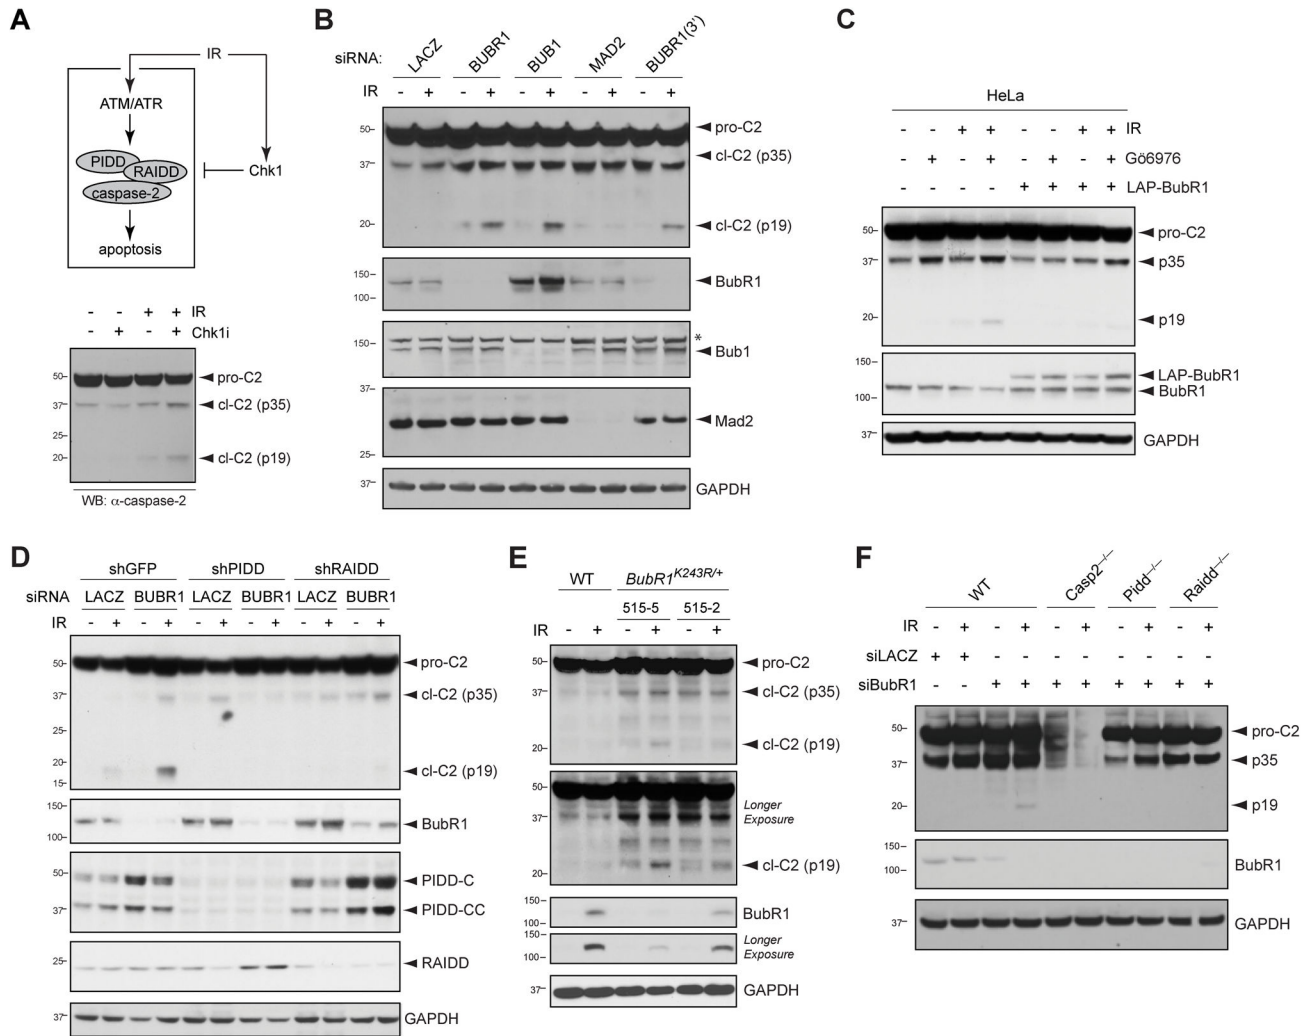 A
IR
ATM/ATR
PIDD
RAIDD
caspase-2
Chk1
apoptosis
- - + + IR
- + - + Chk1i
50- pro-C2
37- cl-C2 (p35)
25-
20- cl-C2 (p19)
WB: α-caspase-2
B
siRNA: LACZ BUBR1 BUB1 MAD2 BUBR1(3')
IR - + - + - + - + - +
50- pro-C2
37- cl-C2 (p35)
20- cl-C2 (p19)
150- BubR1
100-
150- *
Bub1
37-
Mad2
25-
37- GAPDH
C
HeLa
- - + + - - + + IR
- + - + - + - + Gö6976
- - - - + + + + LAP-BubR1
50- pro-C2
37- p35
20- p19
LAP-BubR1
100- BubR1
37- GAPDH
D
shGFP shPIDD shRAIDD
siRNA LACZ BUBR1 LACZ BUBR1 LACZ BUBR1
IR - + - + - + - + - + - +
50- pro-C2
37- cl-C2 (p35)
25-
20- cl-C2 (p19)
15-
150- BubR1
100-
50- PIDD-C
37- PIDD-CC
25- RAIDD
37- GAPDH
E
WT BubR1K243R/+
515-5 515-2
IR - + - + - +
50- pro-C2
37- cl-C2 (p35)
20- cl-C2 (p19)
50- Longer
37- Exposure
20- cl-C2 (p19)
150- BubR1
100-
150- Longer
100- Exposure
37- GAPDH
F
WT Casp2−/− Pidd−/− Raidd−/−
IR - + - + - + - + - +
siLACZ + + - - - - - - - -
siBubR1 - - + + + + + + + +
50- pro-C2
37- p35
20- p19
150- BubR1
100-
37- GAPDH